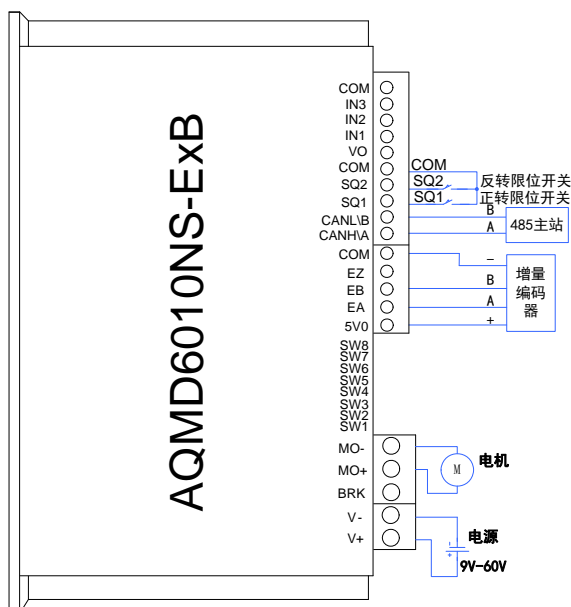 AQMD6010NS-ExB
COM
IN3
IN2
IN1
VO
COM COM
SQ2 SQ2 反转限位开关
SQ1 SQ1 正转限位开关
CANL\B B
CANH\A A 485主站
COM −
EZ
EB B
EA A
5V0 +
增量
编码
器
SW8
SW7
SW6
SW5
SW4
SW3
SW2
SW1
MO-
MO+ M 电机
BRK
V-
V+ - + 电源
9V-60V